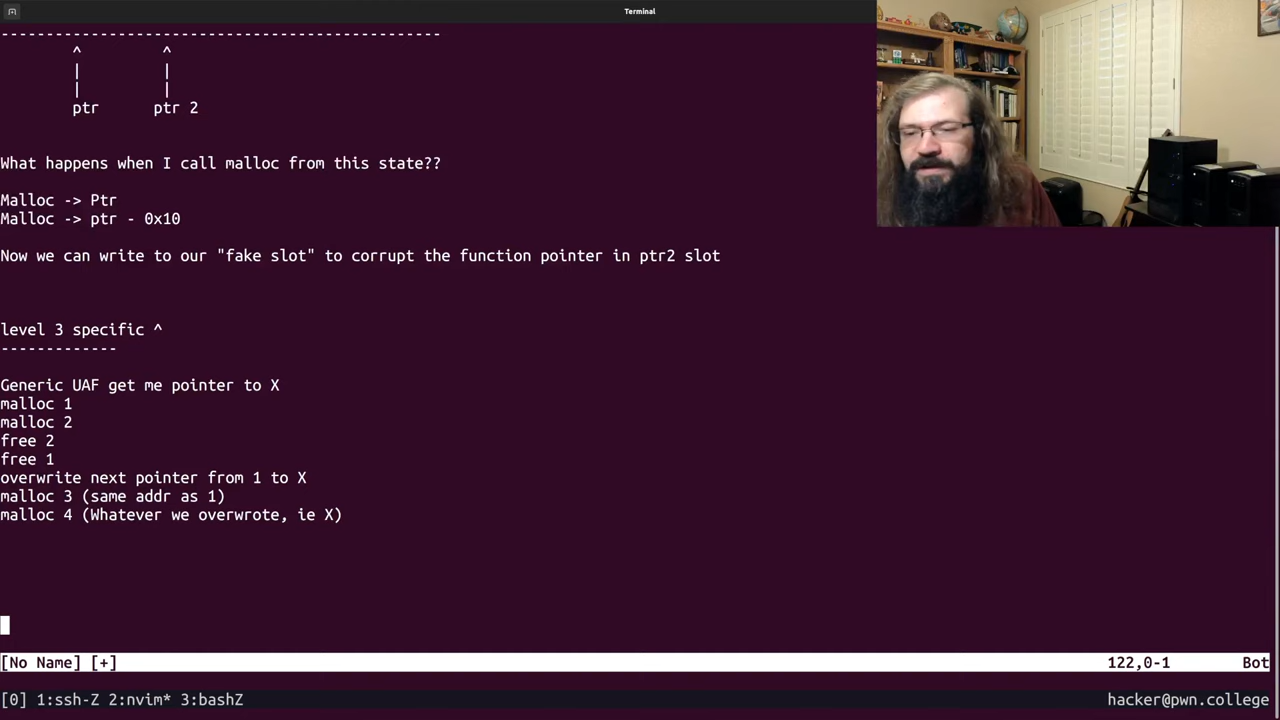 Terminal
-------------------------------------------------
^ ^
| |
| |
ptr ptr 2
What happens when I call malloc from this state??
Malloc -> Ptr
Malloc -> ptr - 0x10
Now we can write to our "fake slot" to corrupt the function pointer in ptr2 slot
level 3 specific ^
-------------
Generic UAF get me pointer to X
malloc 1
malloc 2
free 2
free 1
overwrite next pointer from 1 to X
malloc 3 (same addr as 1)
malloc 4 (Whatever we overwrote, ie X)
[No Name] [+] 122,0-1 Bot
[0] 1:ssh-Z 2:nvim* 3:bashZ hacker@pwn.college